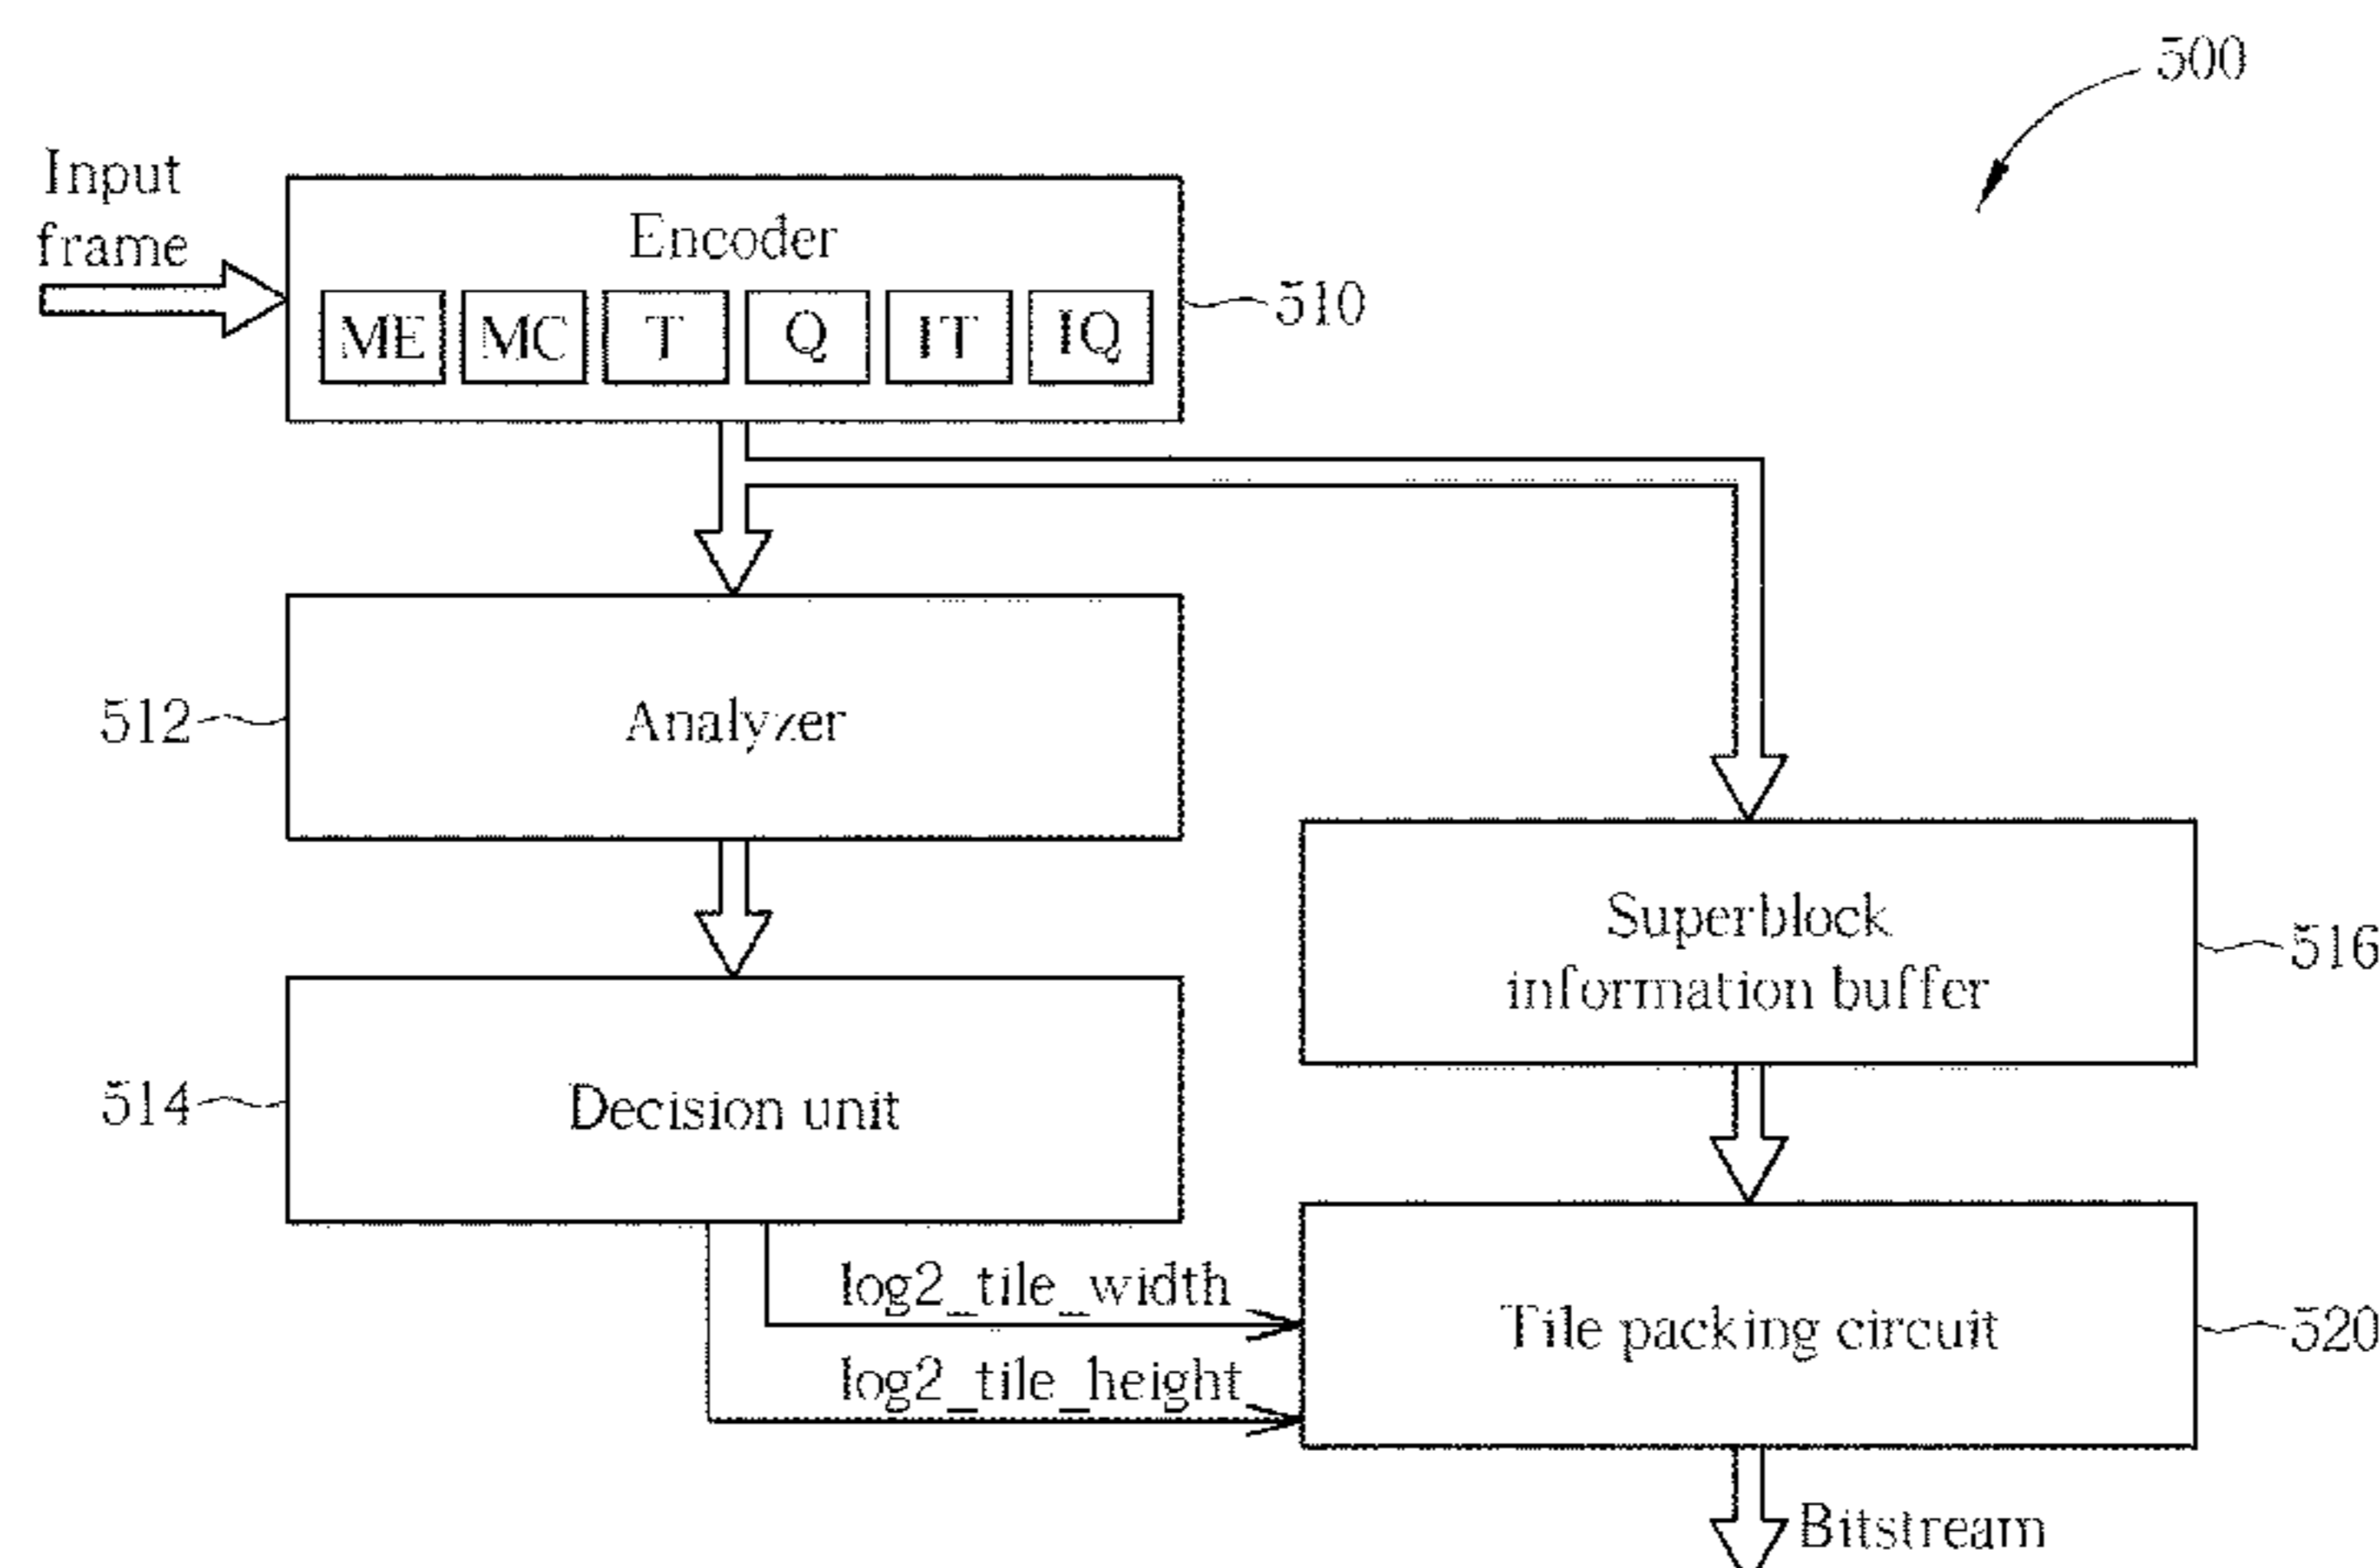 500
Input
frame
Encoder
ME MC T Q IT IQ
510
512
Analyzer
Superblock
information buffer
516
514
Decision unit
log2_tile_width
log2_tile_height
Tile packing circuit
520
Bitstream